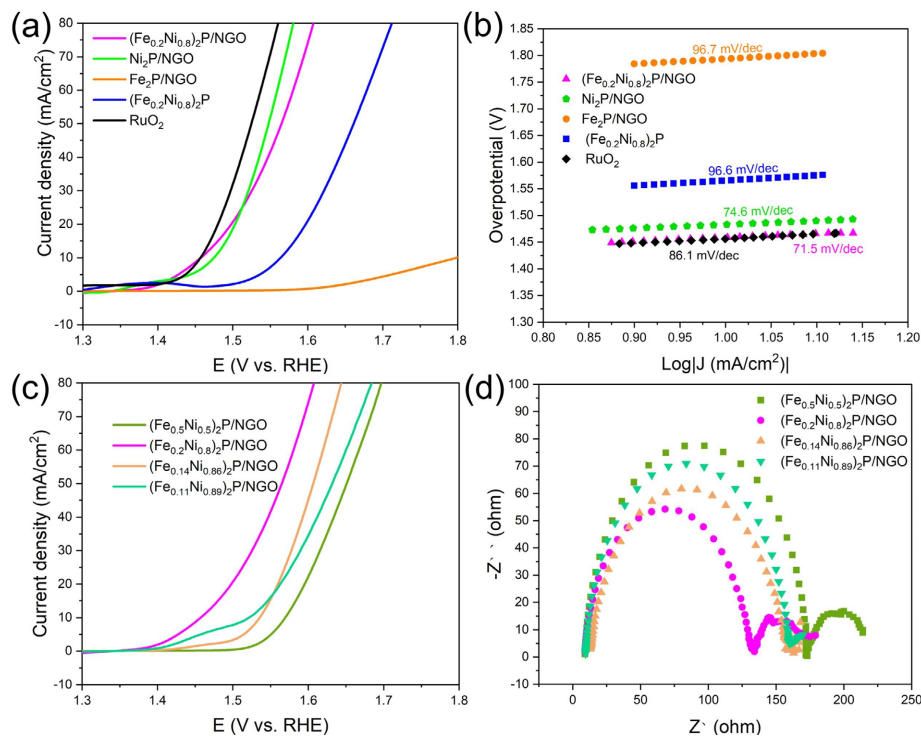 (a)
80
70
60
50
40
30
20
10
0
-10
Current density (mA/cm²)
(Fe₀.₂Ni₀.₈)₂P/NGO
Ni₂P/NGO
Fe₂P/NGO
(Fe₀.₂Ni₀.₈)₂P
RuO₂
1.3 1.4 1.5 1.6 1.7 1.8
E (V vs. RHE)
(b)
1.85
1.80
1.75
1.70
1.65
1.60
1.55
1.50
1.45
1.40
1.35
1.30
Overpotential (V)
96.7 mV/dec
(Fe₀.₂Ni₀.₈)₂P/NGO
Ni₂P/NGO
Fe₂P/NGO
(Fe₀.₂Ni₀.₈)₂P
RuO₂
96.6 mV/dec
74.6 mV/dec
86.1 mV/dec
71.5 mV/dec
0.80 0.85 0.90 0.95 1.00 1.05 1.10 1.15 1.20
Log|J (mA/cm²)|
(c)
80
70
60
50
40
30
20
10
0
-10
Current density (mA/cm²)
(Fe₀.₅Ni₀.₅)₂P/NGO
(Fe₀.₂Ni₀.₈)₂P/NGO
(Fe₀.₁₄Ni₀.₈₆)₂P/NGO
(Fe₀.₁₁Ni₀.₈₉)₂P/NGO
1.3 1.4 1.5 1.6 1.7 1.8
E (V vs. RHE)
(d)
100
90
80
70
60
50
40
30
20
10
0
-10
-Z`` (ohm)
(Fe₀.₅Ni₀.₅)₂P/NGO
(Fe₀.₂Ni₀.₈)₂P/NGO
(Fe₀.₁₄Ni₀.₈₆)₂P/NGO
(Fe₀.₁₁Ni₀.₈₉)₂P/NGO
-50 0 50 100 150 200 250
Z` (ohm)